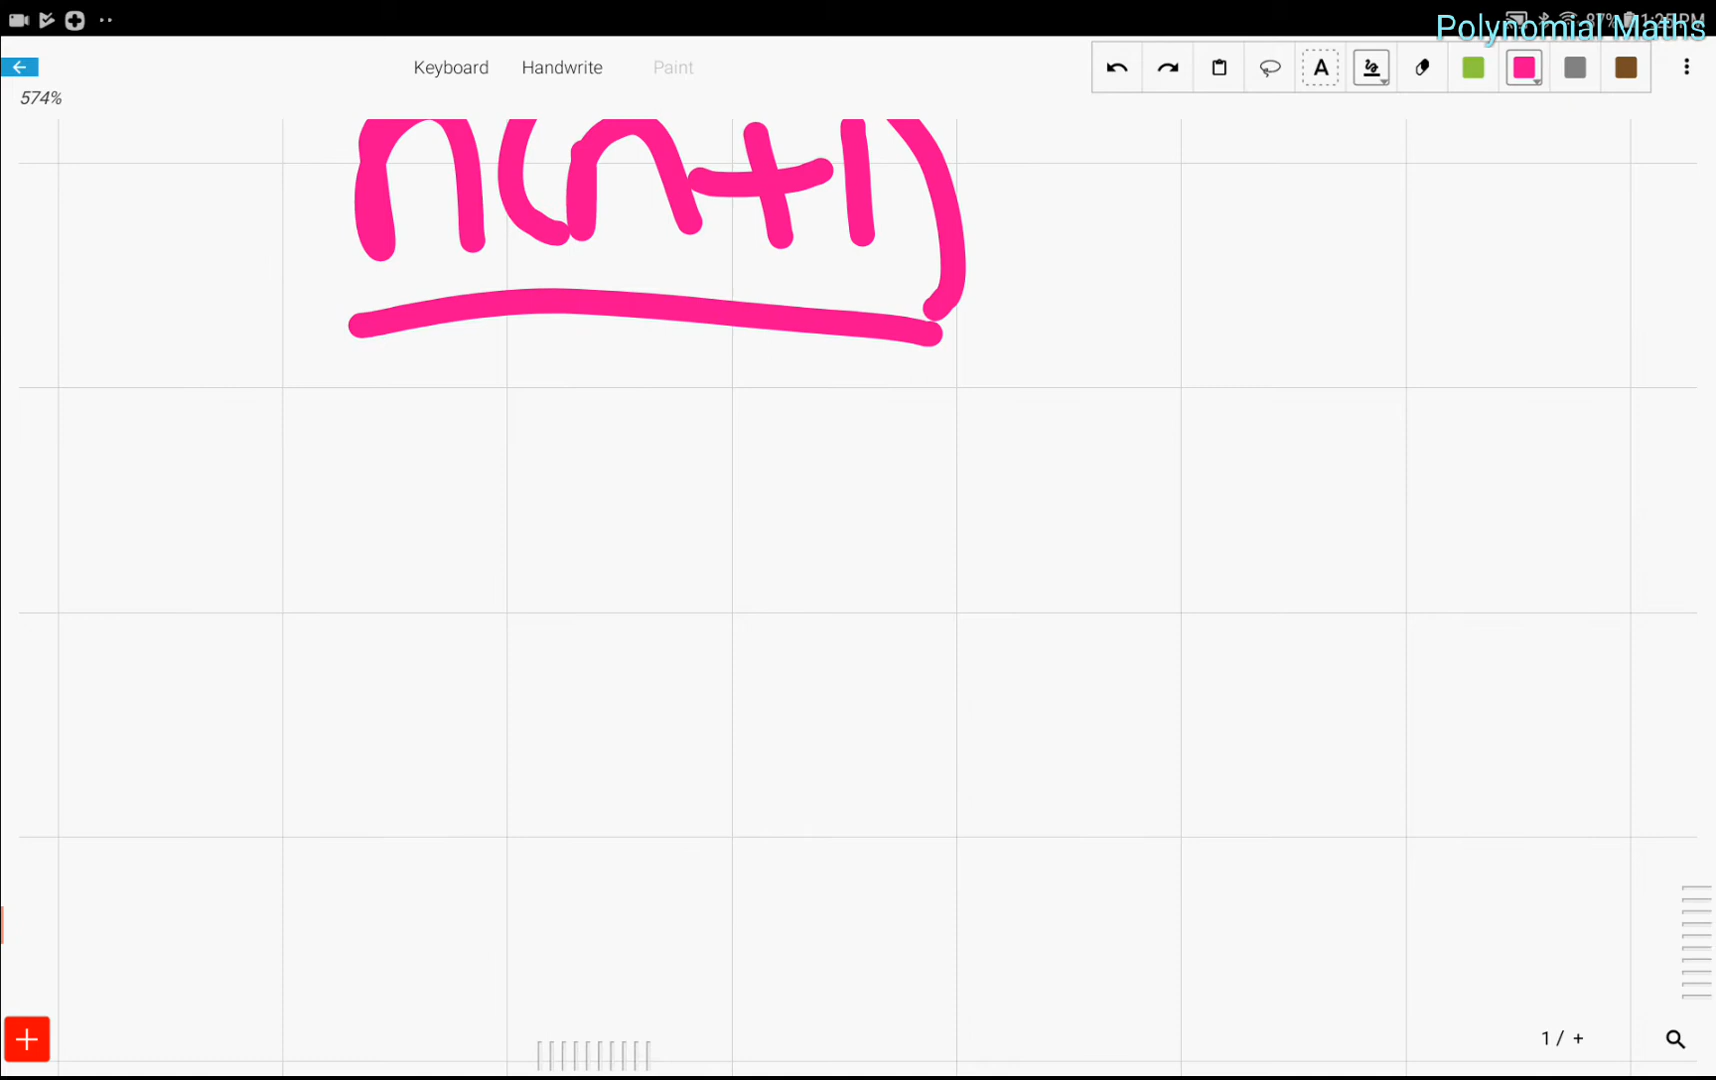 Polynomial Maths
Keyboard Handwrite Paint A
574%
n(n+1)
1 / +